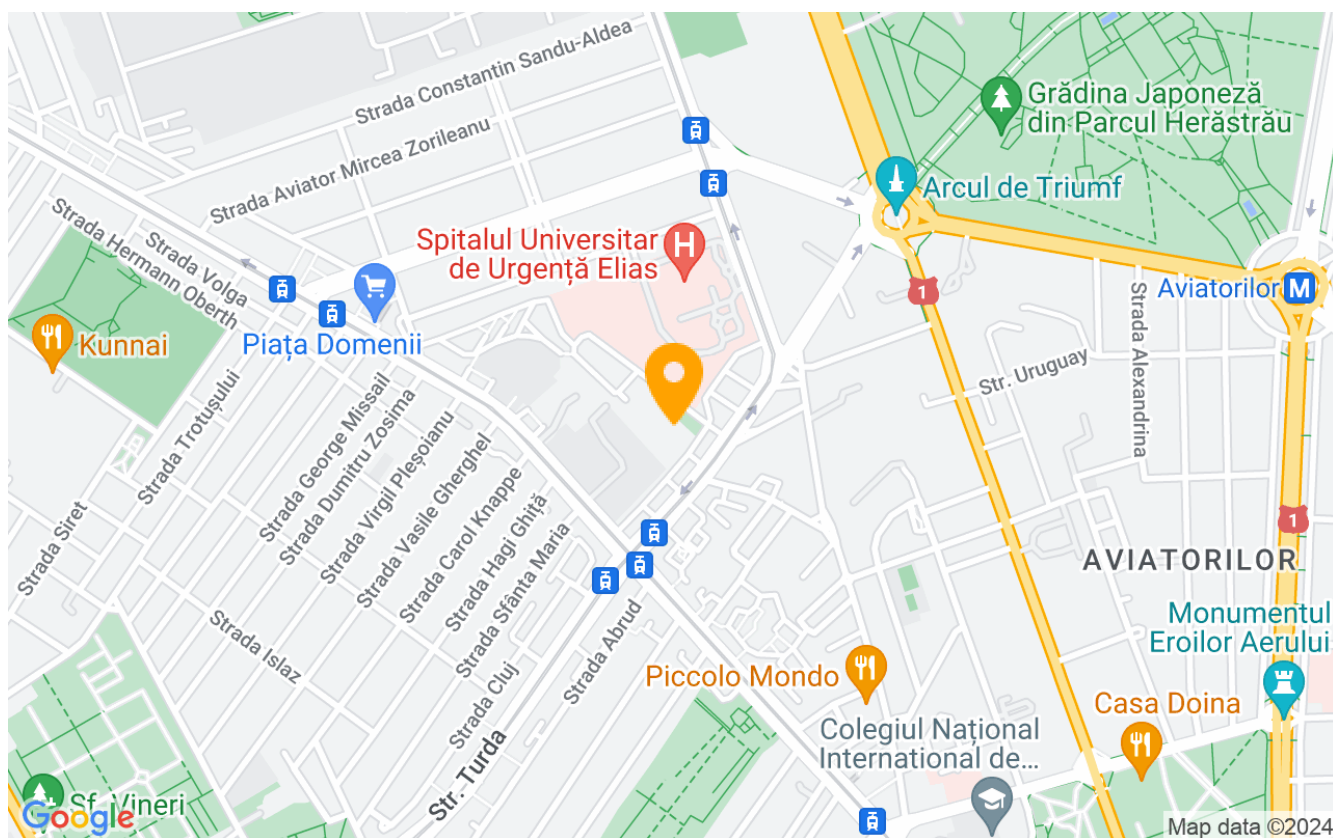 Strada Constantin Sandu-Aldea
Strada Aviator Mircea Zorileanu
Grădina Japoneză
din Parcul Herăstrău
Arcul de Triumf
Strada Hermann Oberth
Strada Volga
Spitalul Universitar
de Urgență Elias
H
1
Aviatorilor
M
Strada Alexandrina
Kunnai
Piața Domenii
Str. Uruguay
Strada Trotușului
Strada George Missail
Strada Dumitru Zosima
Strada Virgil Pleșoianu
Strada Vasile Gherghel
Strada Carol Knappe
Strada Hagi Ghiță
Strada Sfânta Maria
Strada Siret
1
AVIATORILOR
Strada Islaz
Strada Abrud
Strada Cluj
Str. Turda
Monumentul
Eroilor Aerului
Piccolo Mondo
Casa Doina
Colegiul Național
International de...
Sf. Vineri
Google
Map data ©2024